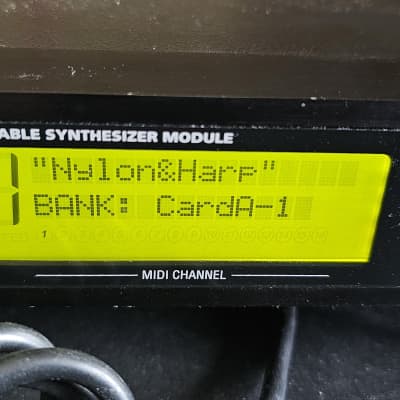 ABLE SYNTHESIZER MODULE
"Nylon&Harp"
BANK: CardA-1
1
MIDI CHANNEL